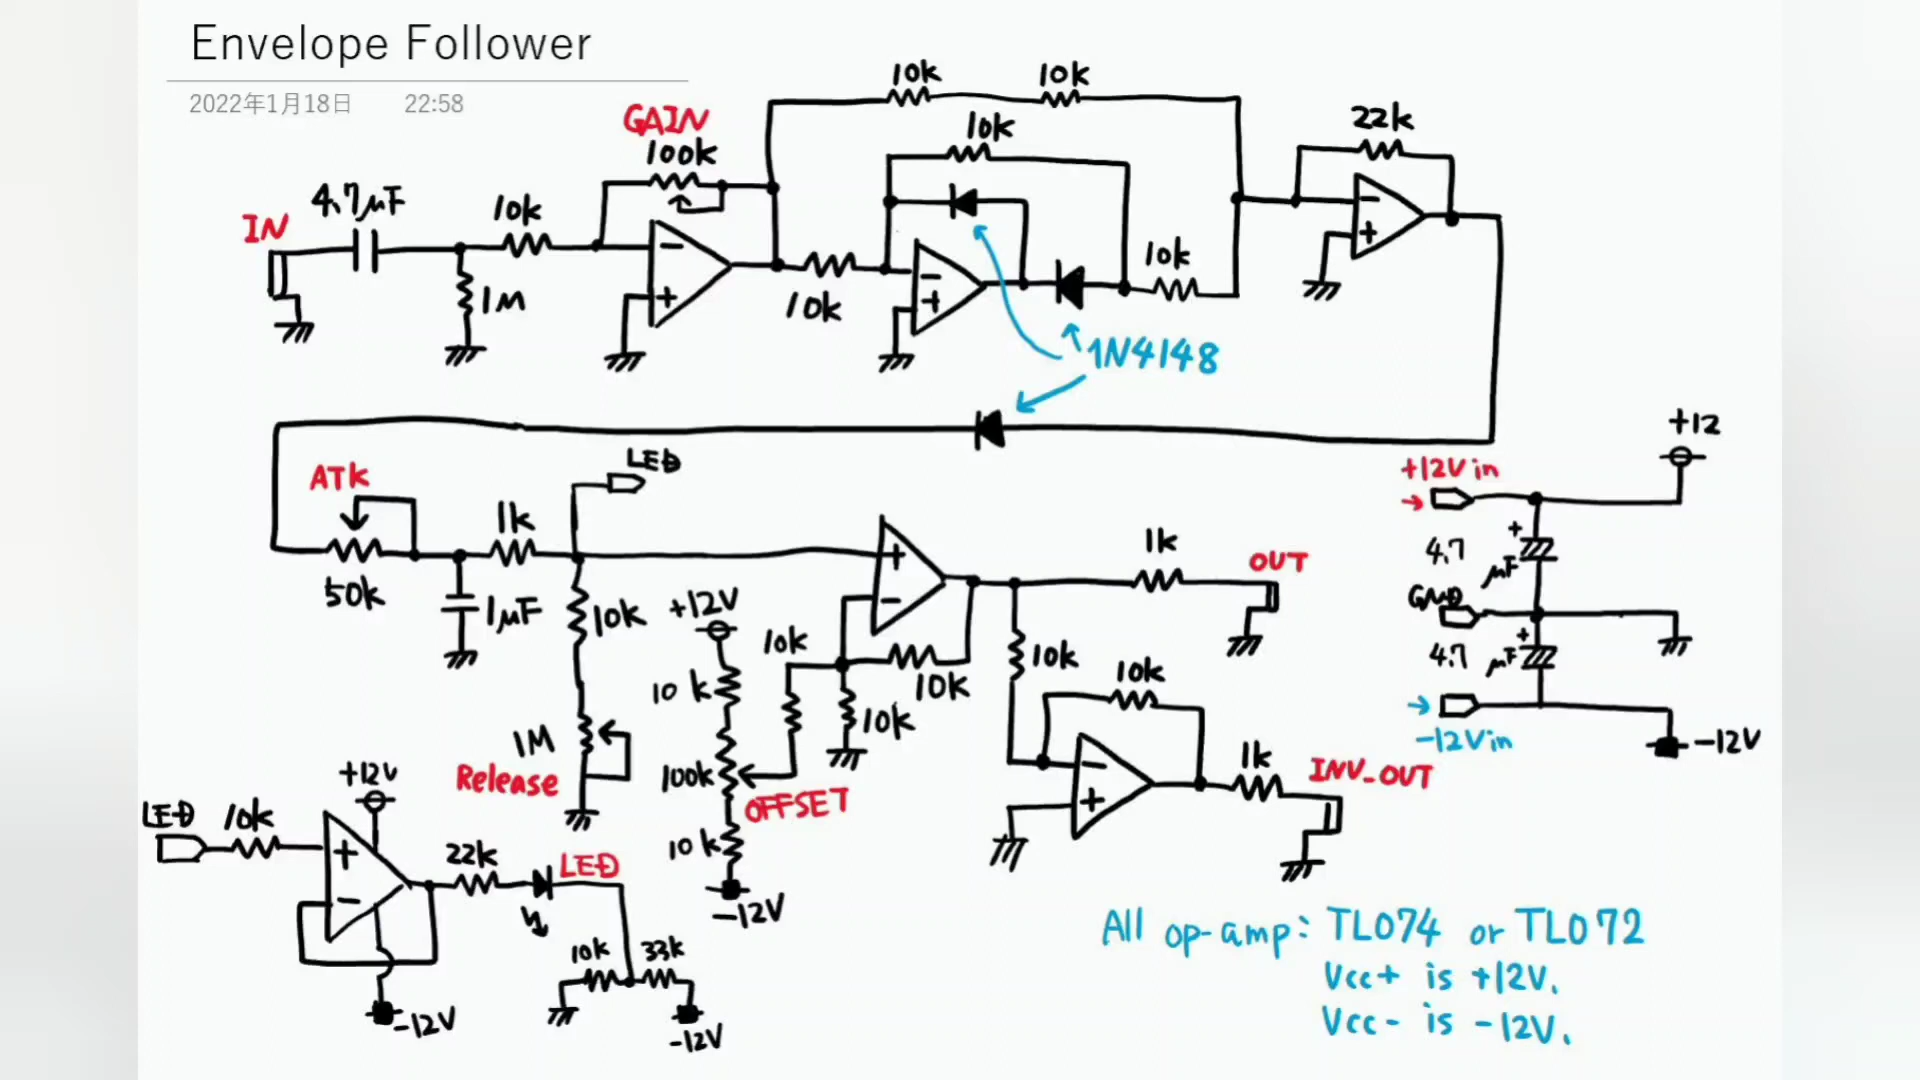 Envelope Follower
2022年1月18日 22:58
10k 10k
GAIN
100k
10k
22k
4.7μF
IN
10k
1M
10k
10k
1N4148
ATK
LED
1k
50k
1μF
10k
+12V
10k
10k
10k
10k
1k
OUT
10k
10k
1k
INV_OUT
1M
Release
100k
OFFSET
10k
-12V
+12
+12V in
4.7
μF
GND
4.7
μF
-12V in
-12V
+12V
LED
10k
22k
LED
10k 33k
-12V
-12V
All op-amp: TL074 or TL072
Vcc+ is +12V.
Vcc- is -12V.